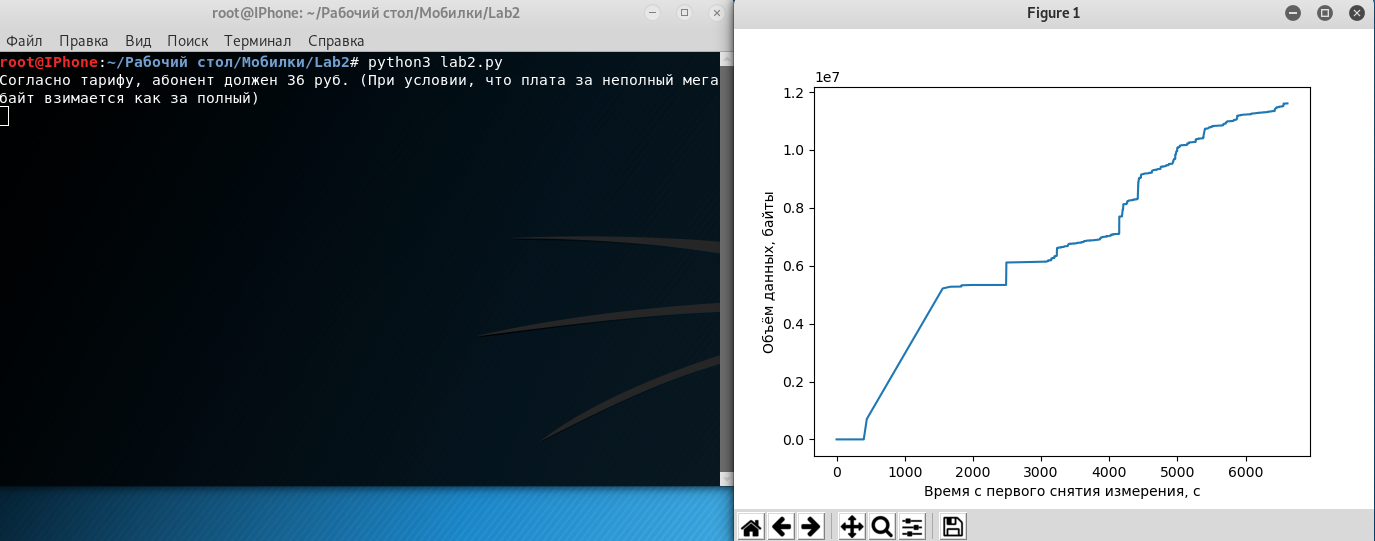 root@IPhone: ~/Рабочий стол/Мобилки/Lab2
Файл Правка Вид Поиск Терминал Справка
root@IPhone:~/Рабочий стол/Мобилки/Lab2# python3 lab2.py
Согласно тарифу, абонент должен 36 руб. (При условии, что плата за неполный мега
байт взимается как за полный)
Figure 1
1e7
1.2
1.0
0.8
0.6
0.4
0.2
0.0
Объём данных, байты
0 1000 2000 3000 4000 5000 6000
Время с первого снятия измерения, с